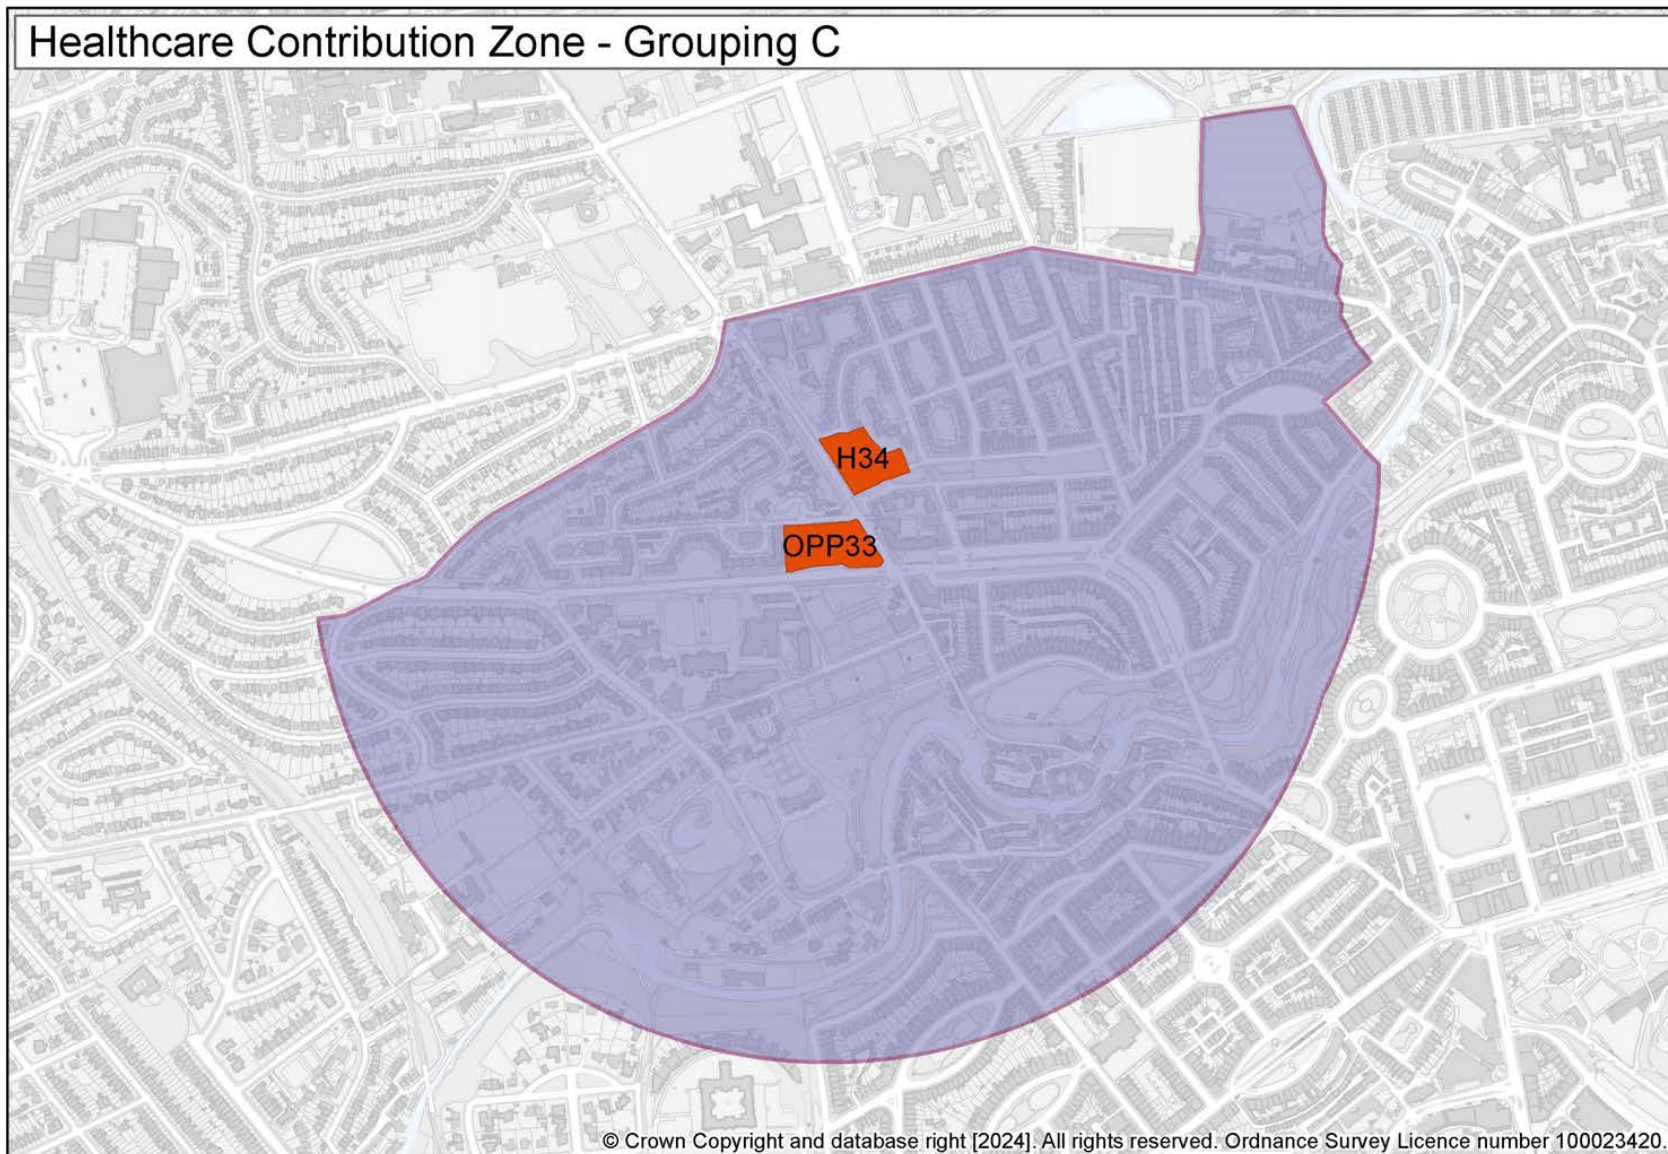 Healthcare Contribution Zone - Grouping C
H34
OPP33
© Crown Copyright and database right [2024]. All rights reserved. Ordnance Survey Licence number 100023420.